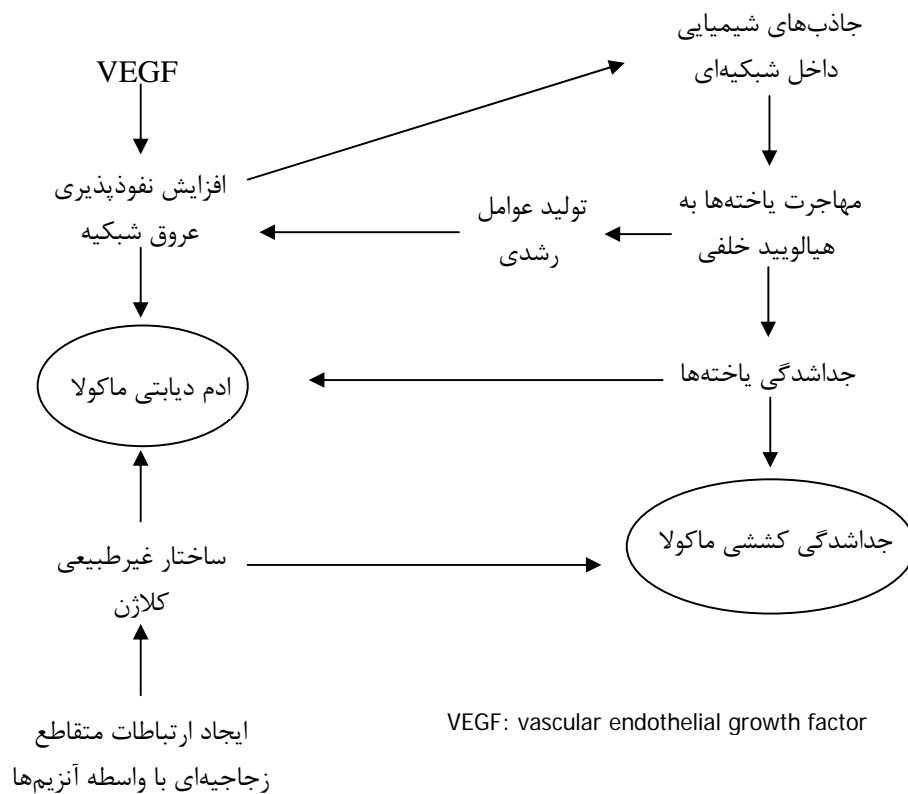 جاذب‌های شیمیایی
داخل شبکیه‌ای
VEGF
افزایش نفوذپذیری
عروق شبکیه
تولید عوامل
رشدی
مهاجرت یاخته‌ها به
هیالویید خلفی
جداشدگی یاخته‌ها
ادم دیابتی ماکولا
جداشدگی کششی ماکولا
ساختار غیرطبیعی
کلاژن
ایجاد ارتباطات متقاطع
زجاجیه‌ای با واسطه آنزیم‌ها
VEGF: vascular endothelial growth factor